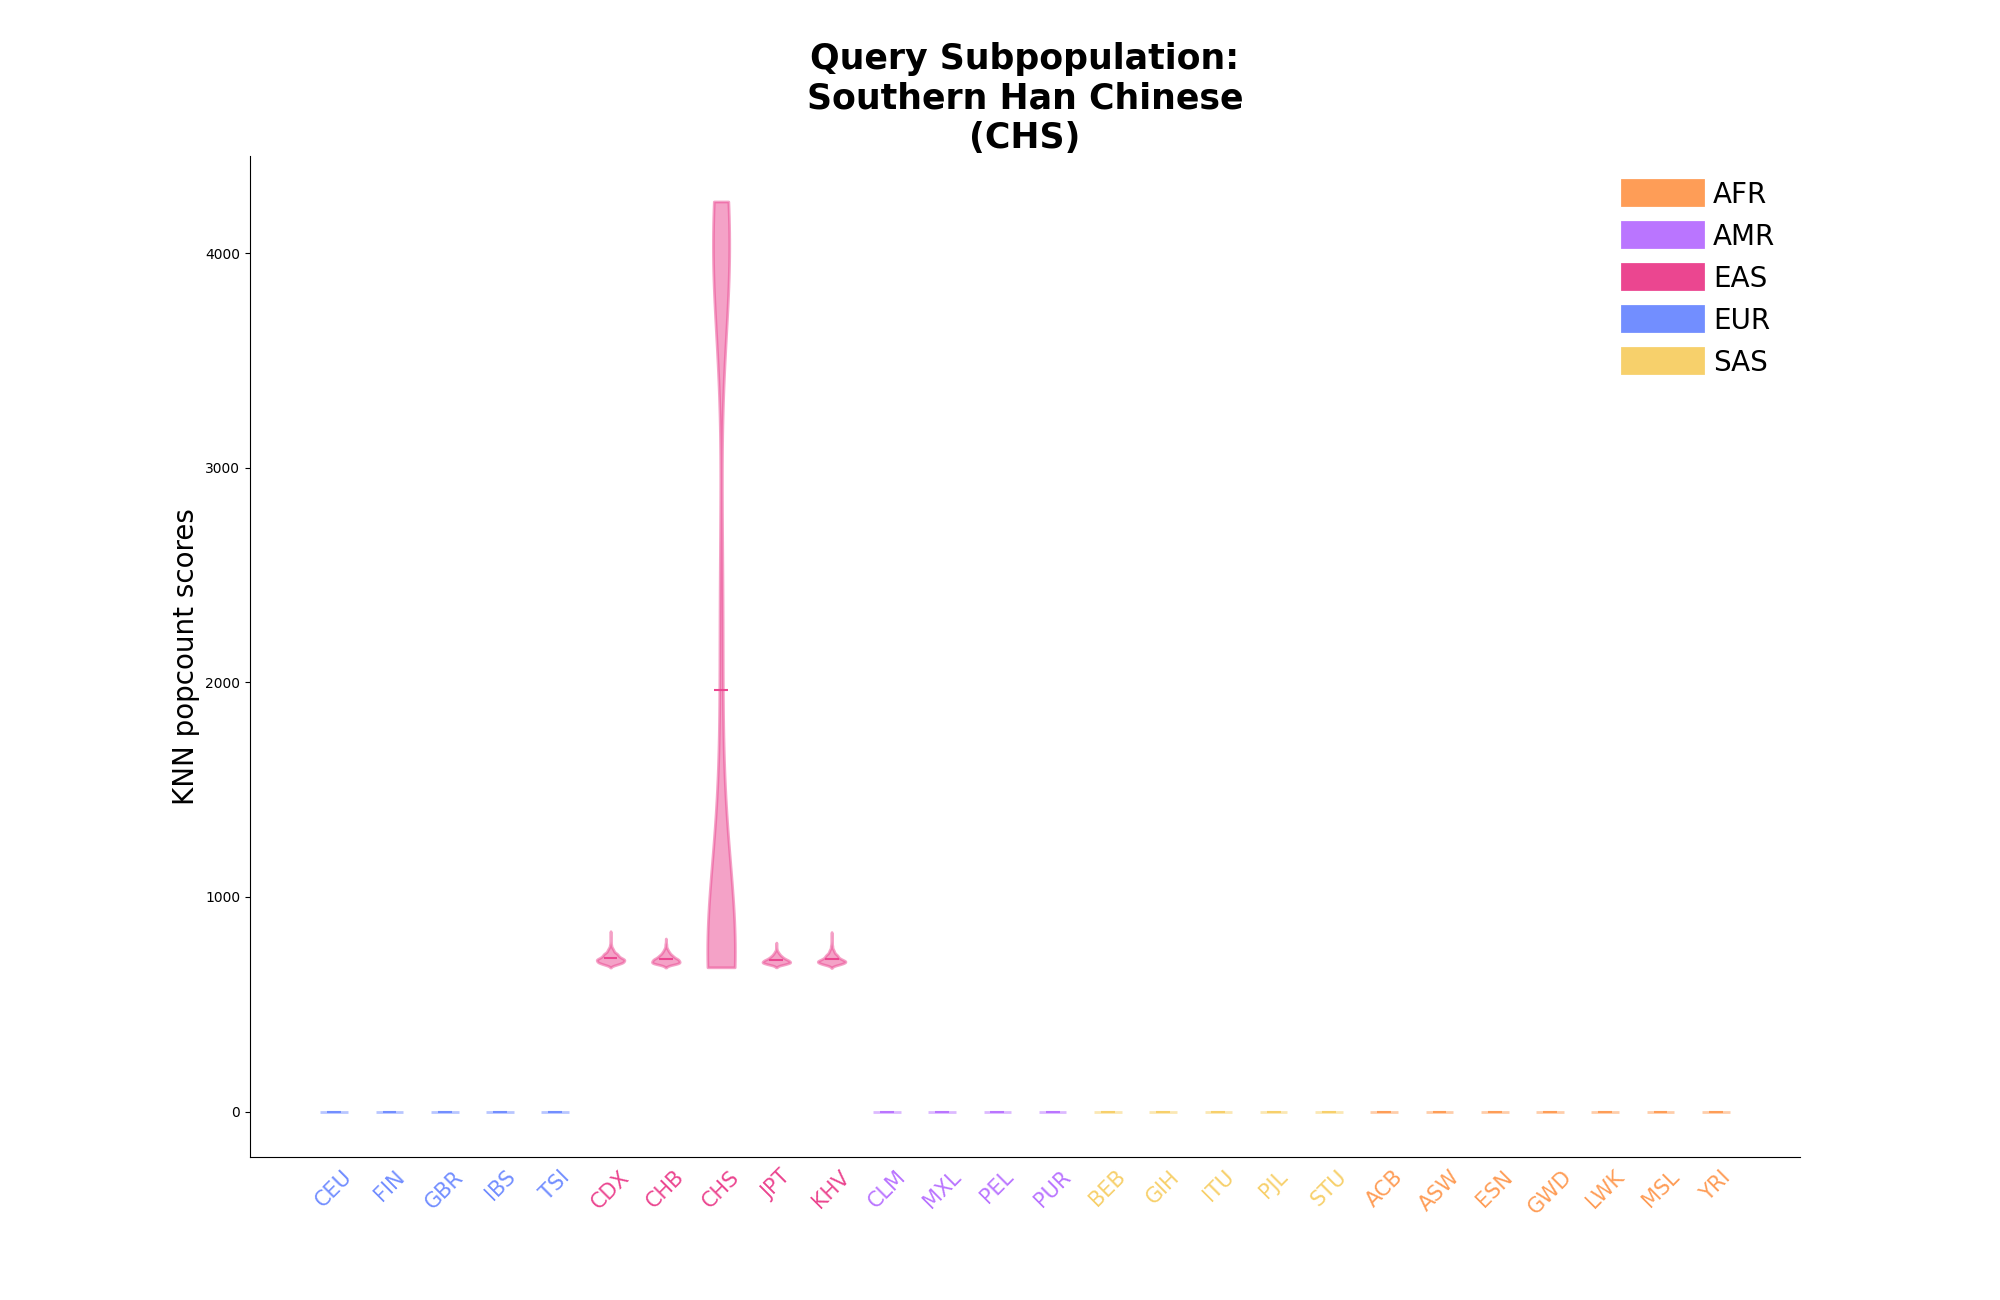 Query Subpopulation:
Southern Han Chinese
(CHS)
KNN popcount scores
4000
3000
2000
1000
0
AFR
AMR
EAS
EUR
SAS
CEU FIN GBR IBS TSI CDX CHB CHS JPT KHV CLM MXL PEL PUR BEB GIH ITU PJL STU ACB ASW ESN GWD LWK MSL YRI